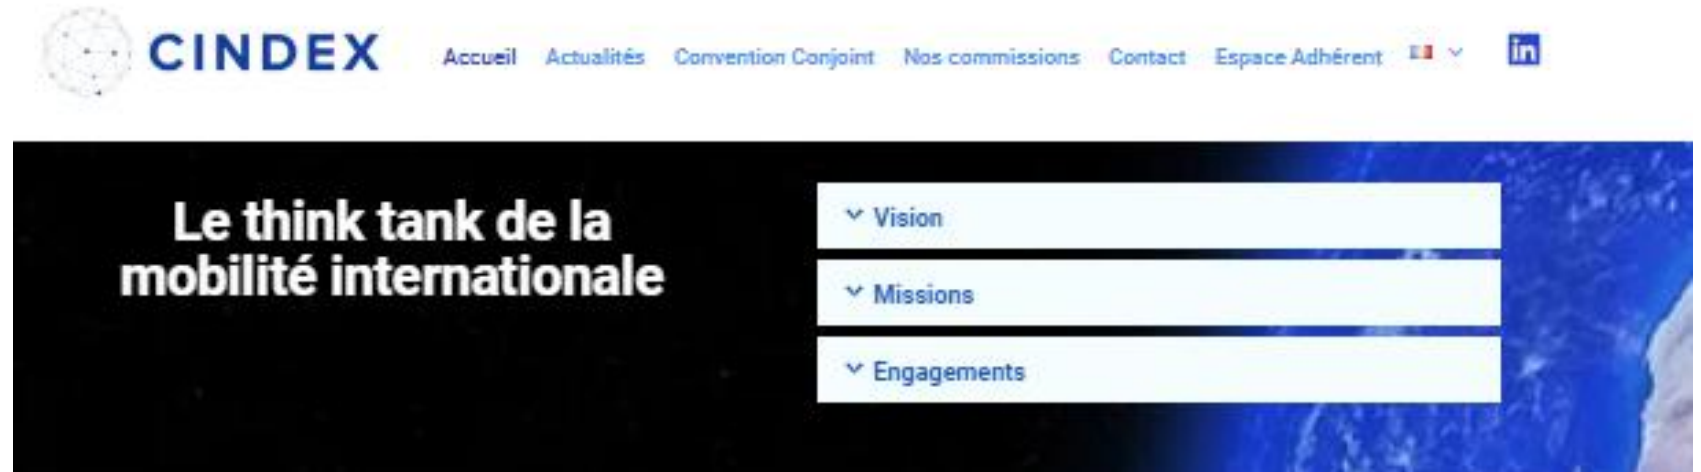 CINDEX
Accueil Actualités Convention Conjoint Nos commissions Contact Espace Adhérent
in
Le think tank de la
mobilité internationale
Vision
Missions
Engagements